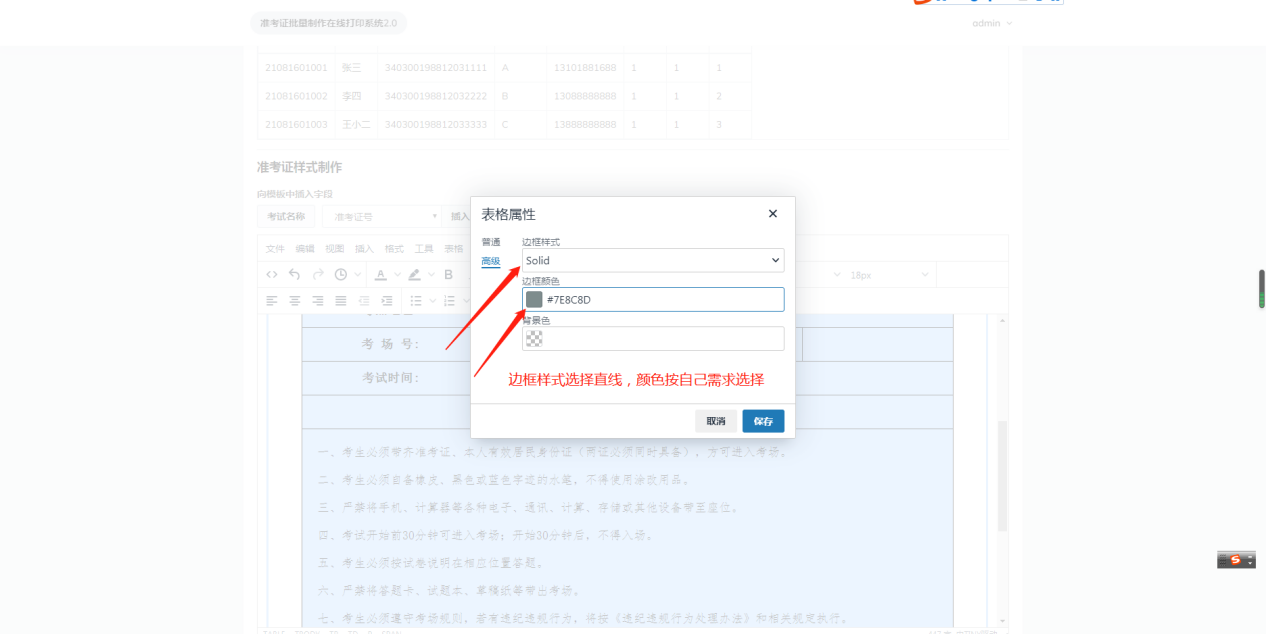 准考证批量制作在线打印系统2.0
admin
21081601001 张三 340300198812031111 A 13101881688 1 1 1
21081601002 李四 340300198812032222 B 13088888888 1 1 2
21081601003 王小二 340300198812033333 C 13888888888 1 1 3
准考证样式制作
向模板中插入字段
考试名称 准考证号 插入
文件 编辑 视图 插入 格式 工具 表格
18px
表格属性
普通
高级
边框样式
Solid
边框颜色
#7E8C8D
背景色
边框样式选择直线，颜色按自己需求选择
取消 保存
考 场 号:
考试时间:
一、考生必须带齐准考证、本人有效居民身份证（两证必须同时具备），方可进入考场。
二、考生必须自备橡皮、黑色或蓝色字迹的水笔，不得使用涂改用品。
三、严禁将手机、计算器等各种电子、通讯、计算、存储或其他设备带至座位。
四、考试开始前30分钟可进入考场；开始30分钟后，不得入场。
五、考生必须按试卷说明在相应位置答题。
六、严禁将答题卡、试题本、草稿纸等带出考场。
七、考生必须遵守考场规则，若有违纪违规行为，将按《违纪违规行为处理办法》和相关规定执行。